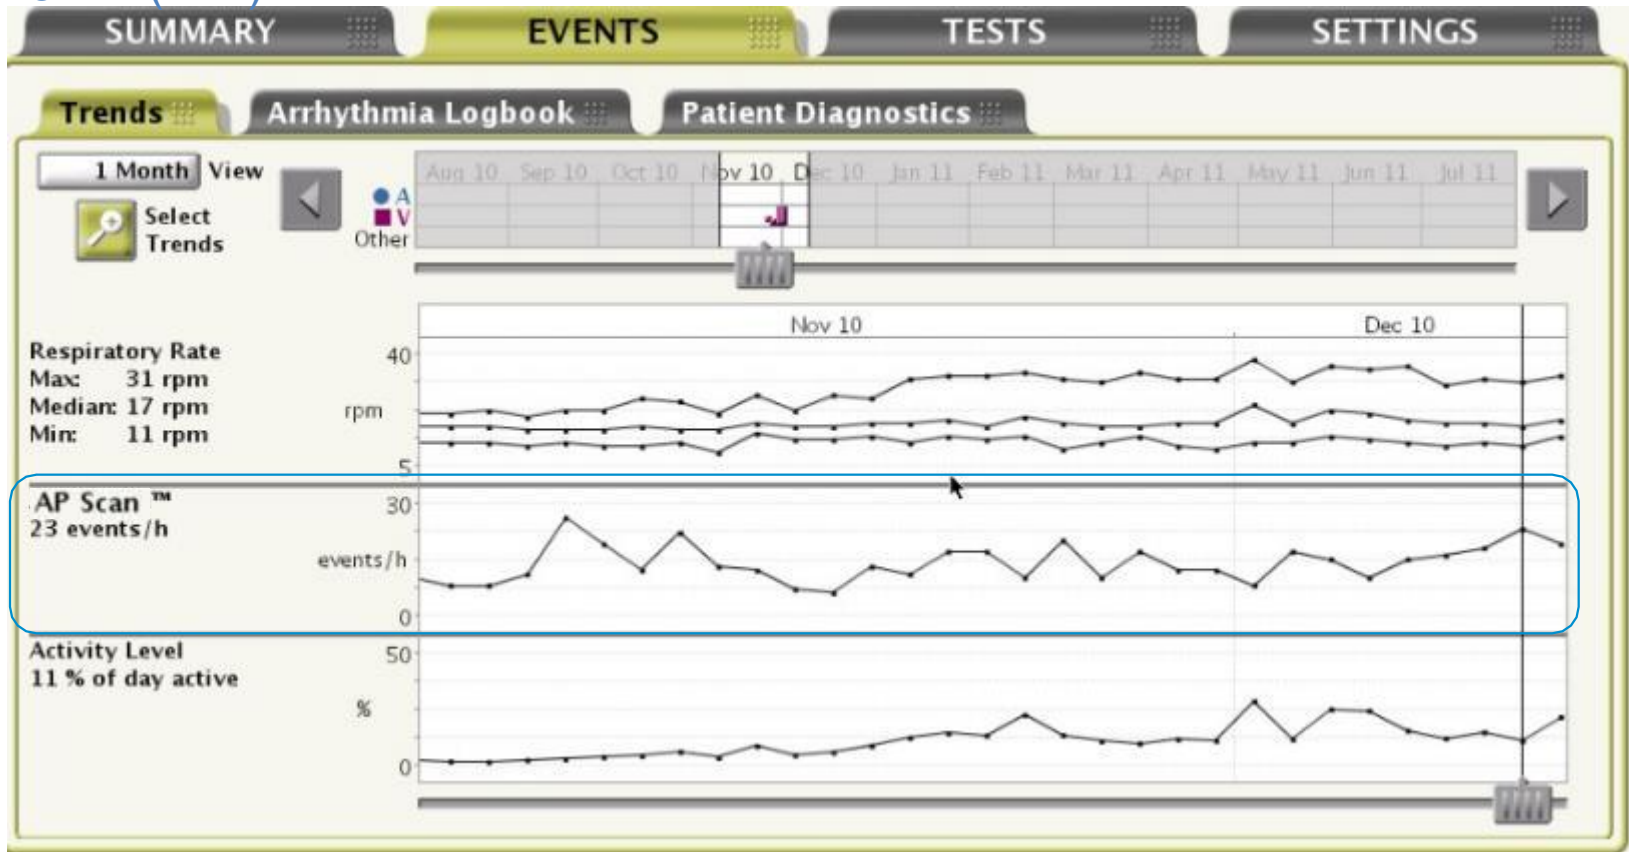 SUMMARY EVENTS TESTS SETTINGS
Trends Arrhythmia Logbook Patient Diagnostics
1 Month View
Aug 10 Sep 10 Oct 10 Nov 10 Dec 10 Jan 11 Feb 11 Mar 11 Apr 11 May 11 Jun 11 Jul 11
A
V
Other
Select
Trends
Nov 10 Dec 10
Respiratory Rate
Max: 31 rpm
Median: 17 rpm
Min: 11 rpm
40
rpm
5
AP Scan ™
23 events/h
30
events/h
0
Activity Level
11 % of day active
50
%
0